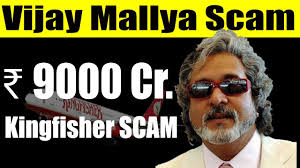 Vijay Mallya Scam
₹ 9000 Cr.
Kingfisher SCAM